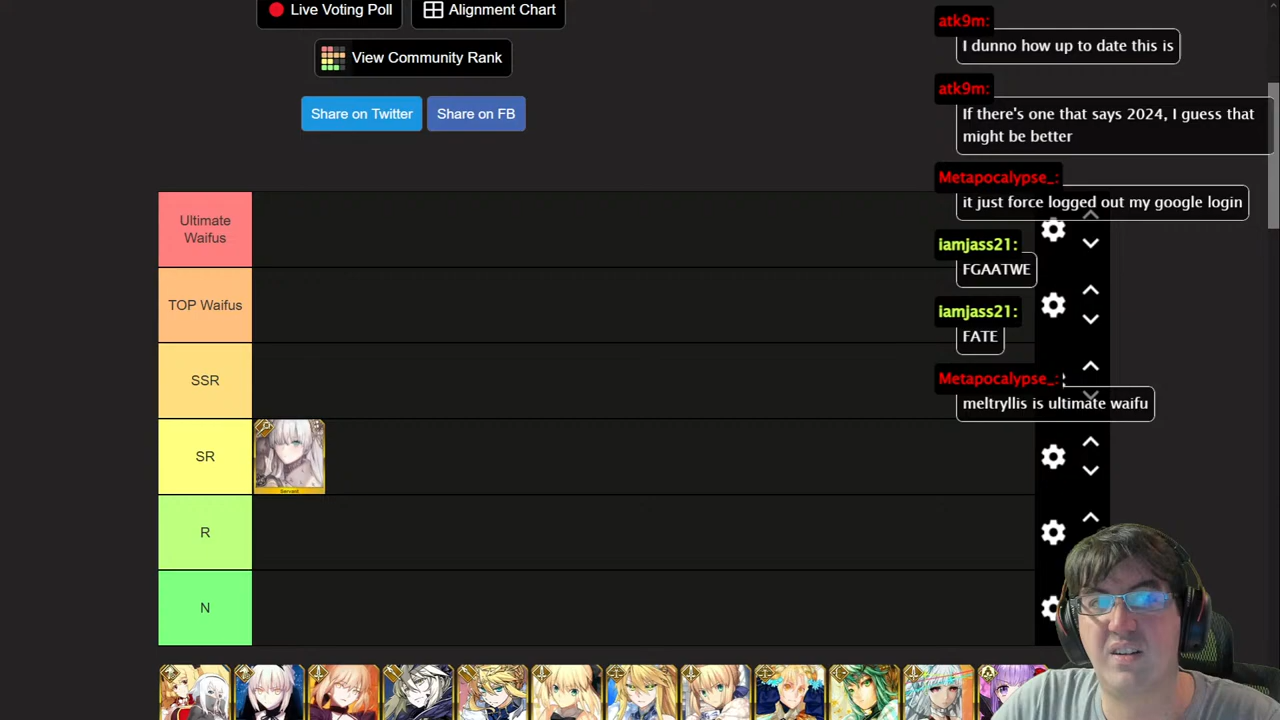 Live Voting Poll
Alignment Chart
View Community Rank
Share on Twitter
Share on FB
Ultimate
Waifus
TOP Waifus
SSR
SR
Servant
R
N
atk9m:
I dunno how up to date this is
atk9m:
If there's one that says 2024, I guess that
might be better
Metapocalypse_:
it just force logged out my google login
iamjass21:
FGAATWE
iamjass21:
FATE
Metapocalypse_:
meltryllis is ultimate waifu